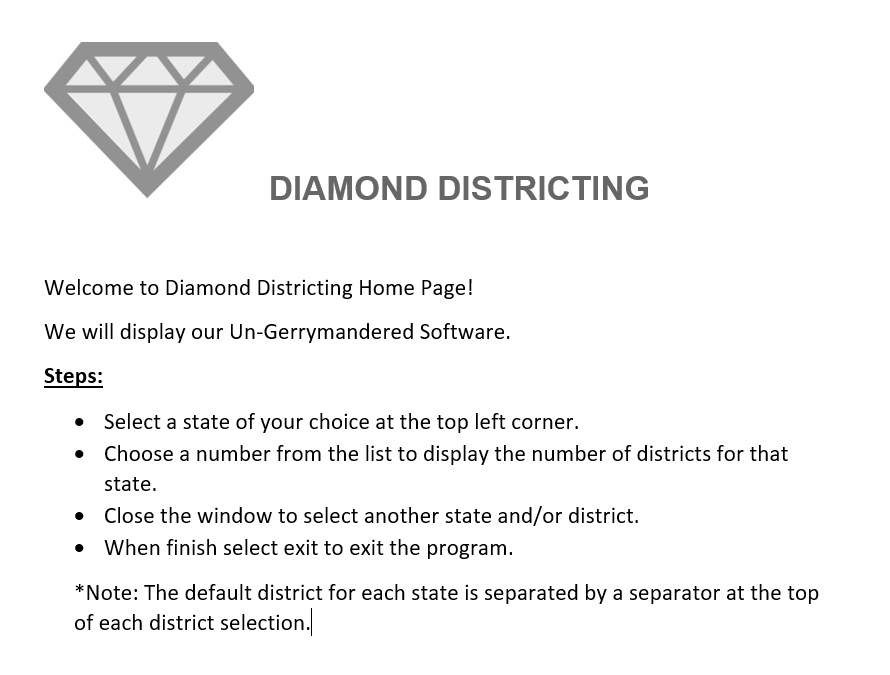 DIAMOND DISTRICTING
Welcome to Diamond Districting Home Page!
We will display our Un-Gerrymandered Software.
Steps:
• Select a state of your choice at the top left corner.
• Choose a number from the list to display the number of districts for that
state.
• Close the window to select another state and/or district.
• When finish select exit to exit the program.
*Note: The default district for each state is separated by a separator at the top
of each district selection.